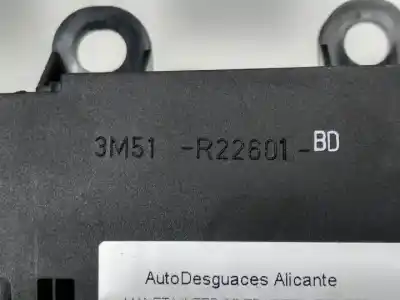 3M51 -R22601-BD
AutoDesguaces Alicante